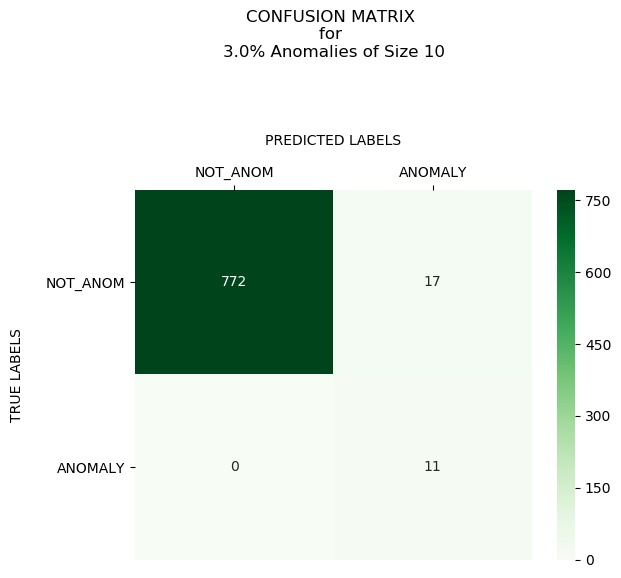 CONFUSION MATRIX
for
3.0% Anomalies of Size 10
PREDICTED LABELS
NOT_ANOM ANOMALY
TRUE LABELS
NOT_ANOM 772 17
ANOMALY 0 11
750
600
450
300
150
0